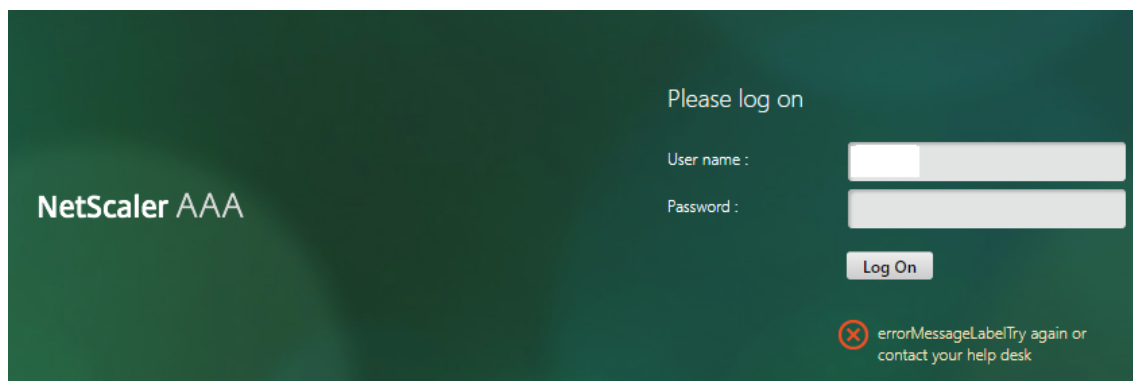 Please log on
User name :
NetScaler AAA
Password :
Log On
errorMessageLabelTry again or
contact your help desk